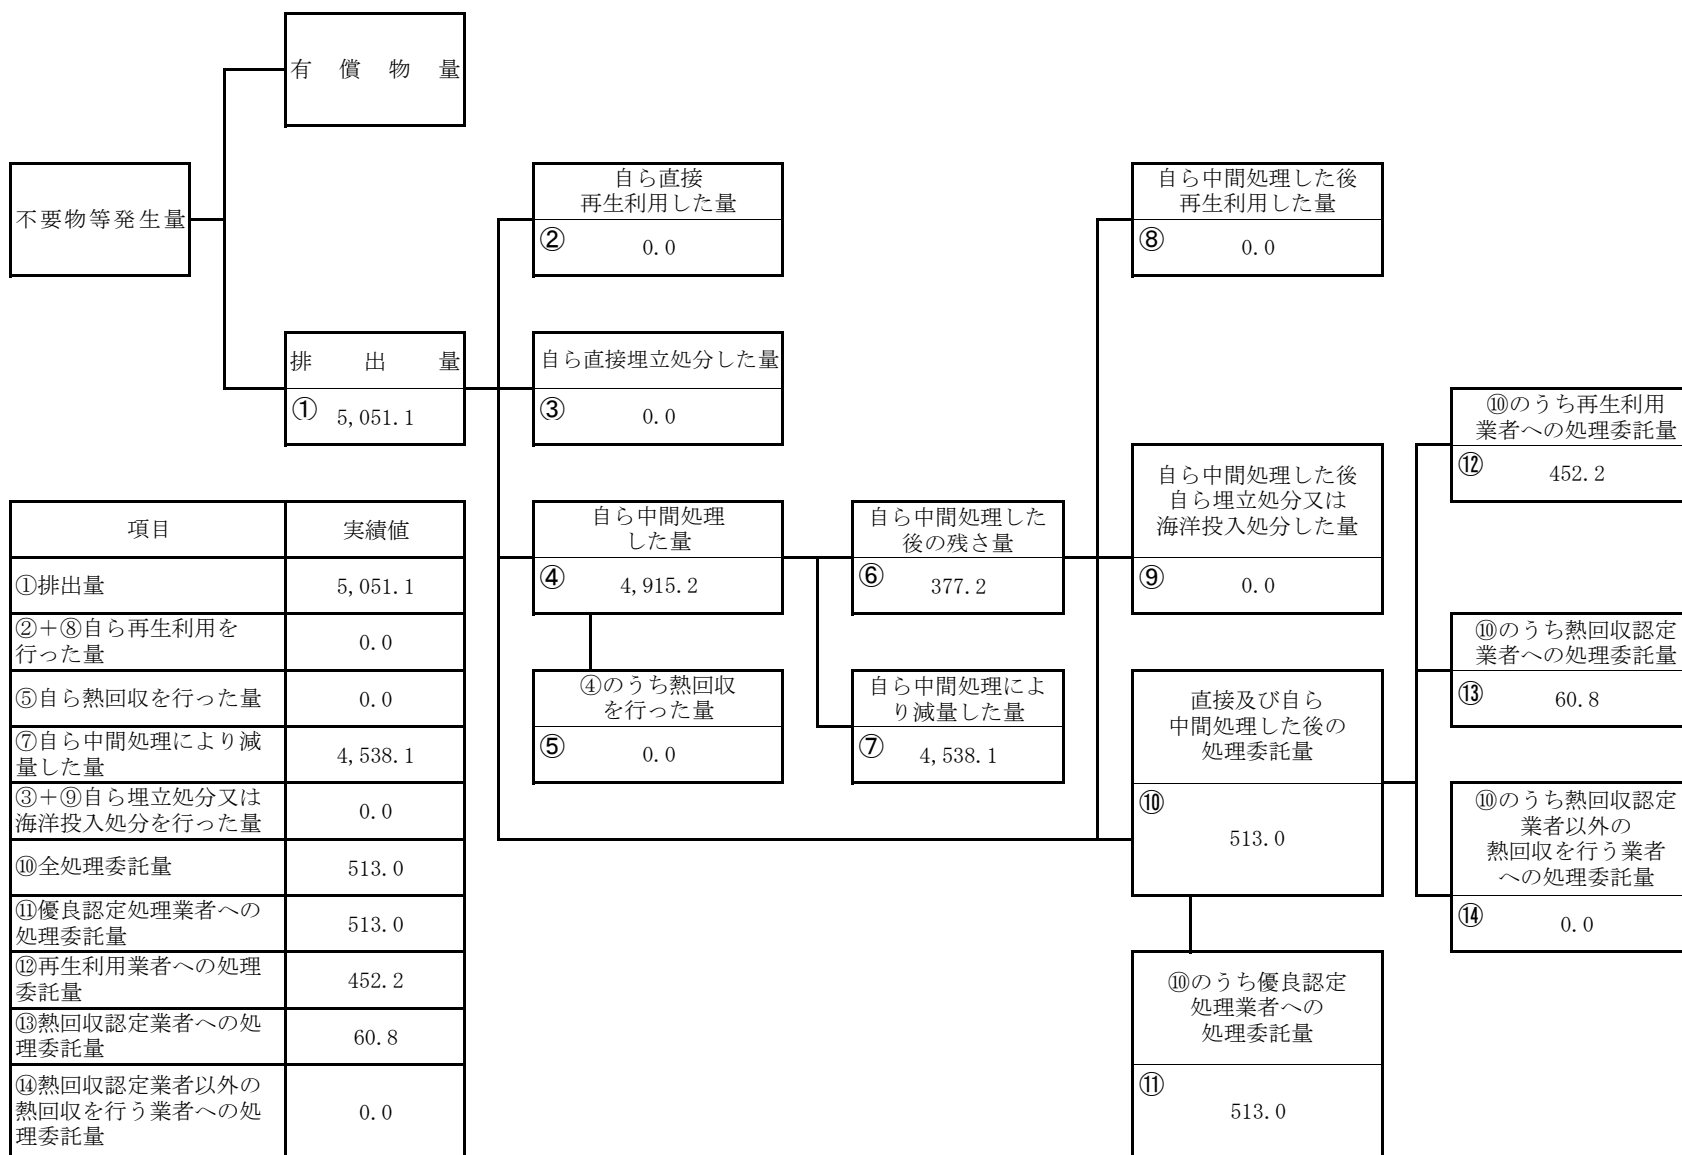 有償物量
不要物等発生量
排出量
① 5,051.1
自ら直接
再生利用した量
② 0.0
自ら直接埋立処分した量
③ 0.0
自ら中間処理
した量
④ 4,915.2
④のうち熱回収
を行った量
⑤ 0.0
自ら中間処理した
後の残さ量
⑥ 377.2
自ら中間処理によ
り減量した量
⑦ 4,538.1
自ら中間処理した後
再生利用した量
⑧ 0.0
自ら中間処理した後
自ら埋立処分又は
海洋投入処分した量
⑨ 0.0
直接及び自ら
中間処理した後の
処理委託量
⑩
513.0
⑩のうち優良認定
処理業者への
処理委託量
⑪
513.0
⑩のうち再生利用
業者への処理委託量
⑫ 452.2
⑩のうち熱回収認定
業者への処理委託量
⑬ 60.8
⑩のうち熱回収認定
業者以外の
熱回収を行う業者
への処理委託量
⑭ 0.0
項目 実績値
①排出量 5,051.1
②+⑧自ら再生利用を
行った量 0.0
⑤自ら熱回収を行った量 0.0
⑦自ら中間処理により減
量した量 4,538.1
③+⑨自ら埋立処分又は
海洋投入処分を行った量 0.0
⑩全処理委託量 513.0
⑪優良認定処理業者への
処理委託量 513.0
⑫再生利用業者への処理
委託量 452.2
⑬熱回収認定業者への処
理委託量 60.8
⑭熱回収認定業者以外の
熱回収を行う業者への処
理委託量 0.0